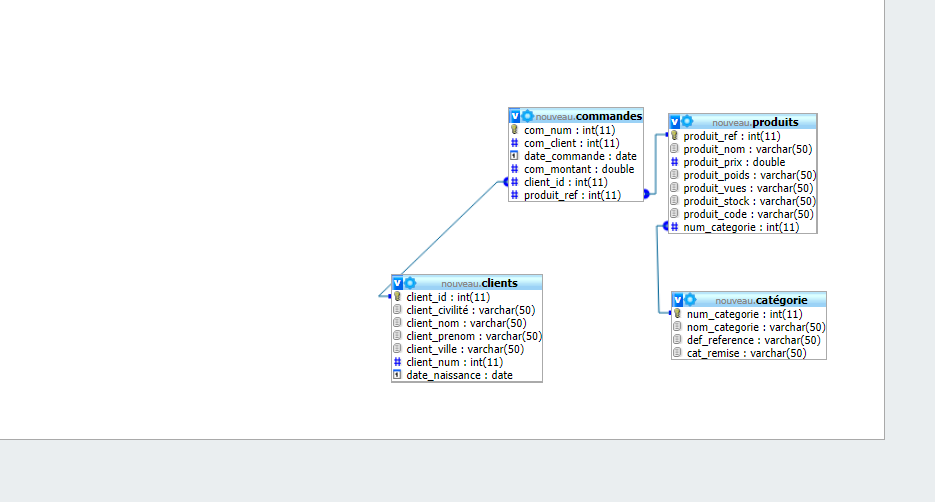 nouveau.commandes
com_num : int(11)
com_client : int(11)
date_commande : date
com_montant : double
client_id : int(11)
produit_ref : int(11)
nouveau.produits
produit_ref : int(11)
produit_nom : varchar(50)
produit_prix : double
produit_poids : varchar(50)
produit_vues : varchar(50)
produit_stock : varchar(50)
produit_code : varchar(50)
num_categorie : int(11)
nouveau.clients
client_id : int(11)
client_civilité : varchar(50)
client_nom : varchar(50)
client_prenom : varchar(50)
client_ville : varchar(50)
client_num : int(11)
date_naissance : date
nouveau.catégorie
num_categorie : int(11)
nom_categorie : varchar(50)
def_reference : varchar(50)
cat_remise : varchar(50)